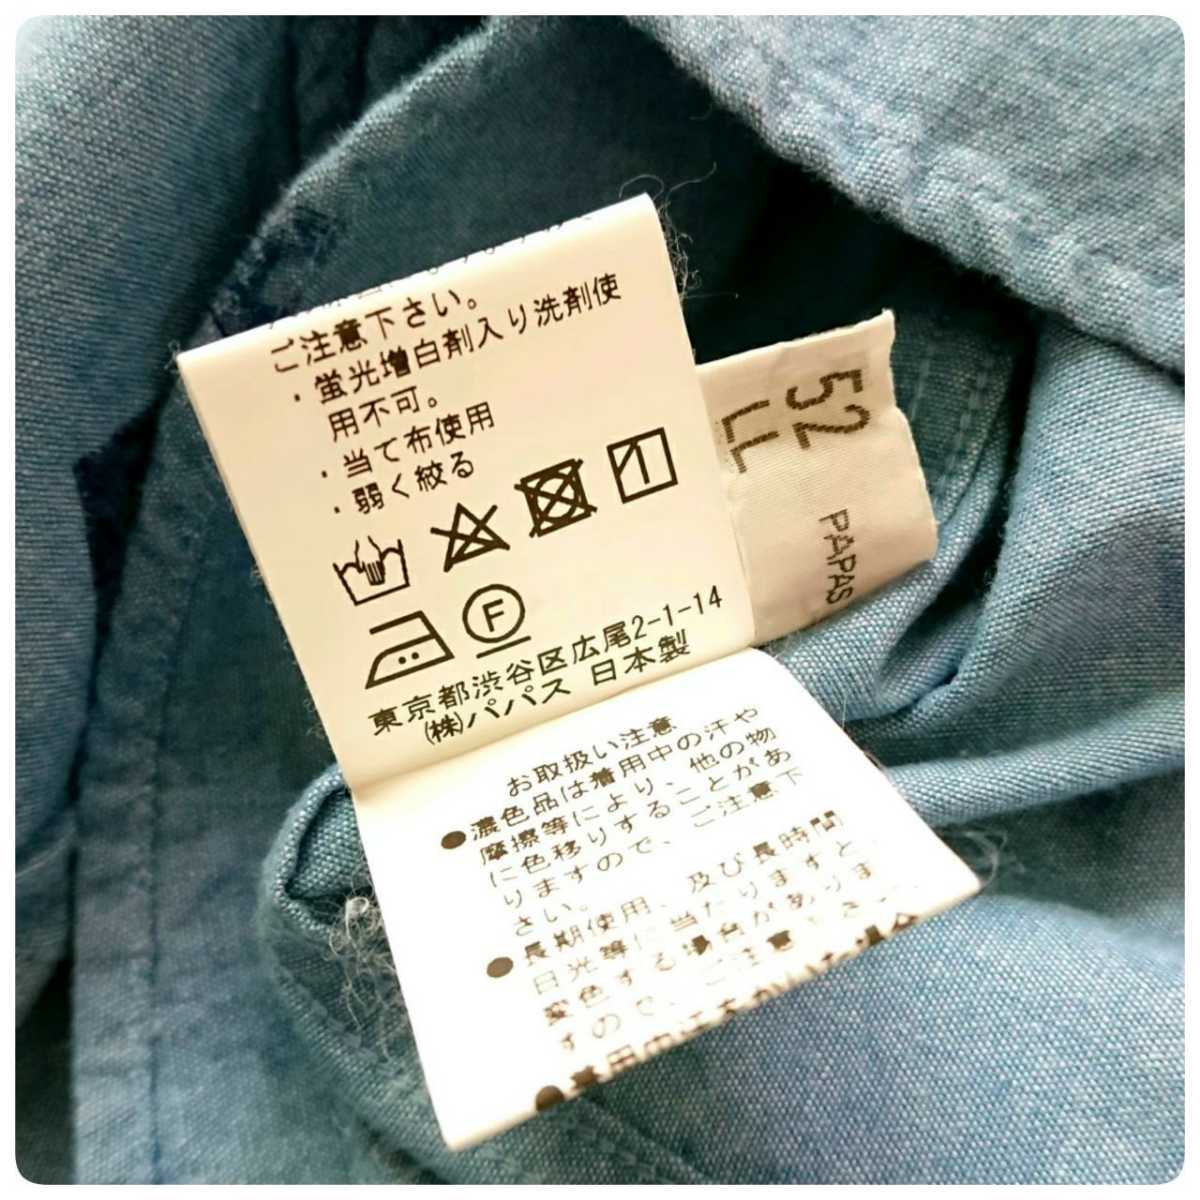 ご注意下さい。
・蛍光増白剤入り洗剤使
用不可。
・当て布使用
・弱く絞る
F
東京都渋谷区広尾2-1-14
(株)パパス 日本製
52
LL
PAPAS
お取扱い注意
●濃色品は着用中の汗や
摩擦等により、他の物
に色移りすることがあ
りますので、ご注意下
さい。
●長期使用、及び長時間
日光等に当たりますと、
変色する場合がありま
すので、ご注意下さ